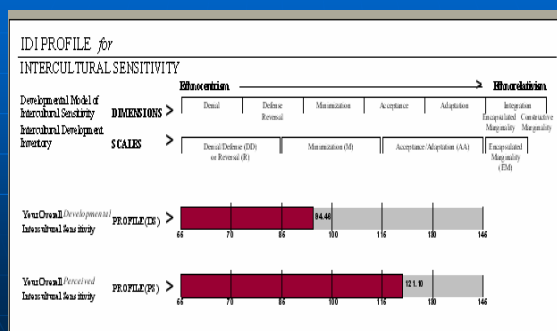 IDI PROFILE for
INTERCULTURAL SENSITIVITY
Ethnocentrism Ethnorelativism
Developmental Model of
Intercultural Sensitivity DIMENSIONS > Denial Defense Reversal Minimization Acceptance Adaptation Integration
Encapsulated Marginality Constructive Marginality
Intercultural Development
Inventory SCALES > Denial/Defense (DD) or Reversal (R) Minimization (M) Acceptance/Adaptation (AA) Encapsulated Marginality (EM)
Your Overall Developmental
Intercultural Sensitivity PROFILE (DS) > 94.46
55 70 85 100 115 130 145
Your Overall Perceived
Intercultural Sensitivity PROFILE (PS) > 121.10
55 70 85 100 115 130 145